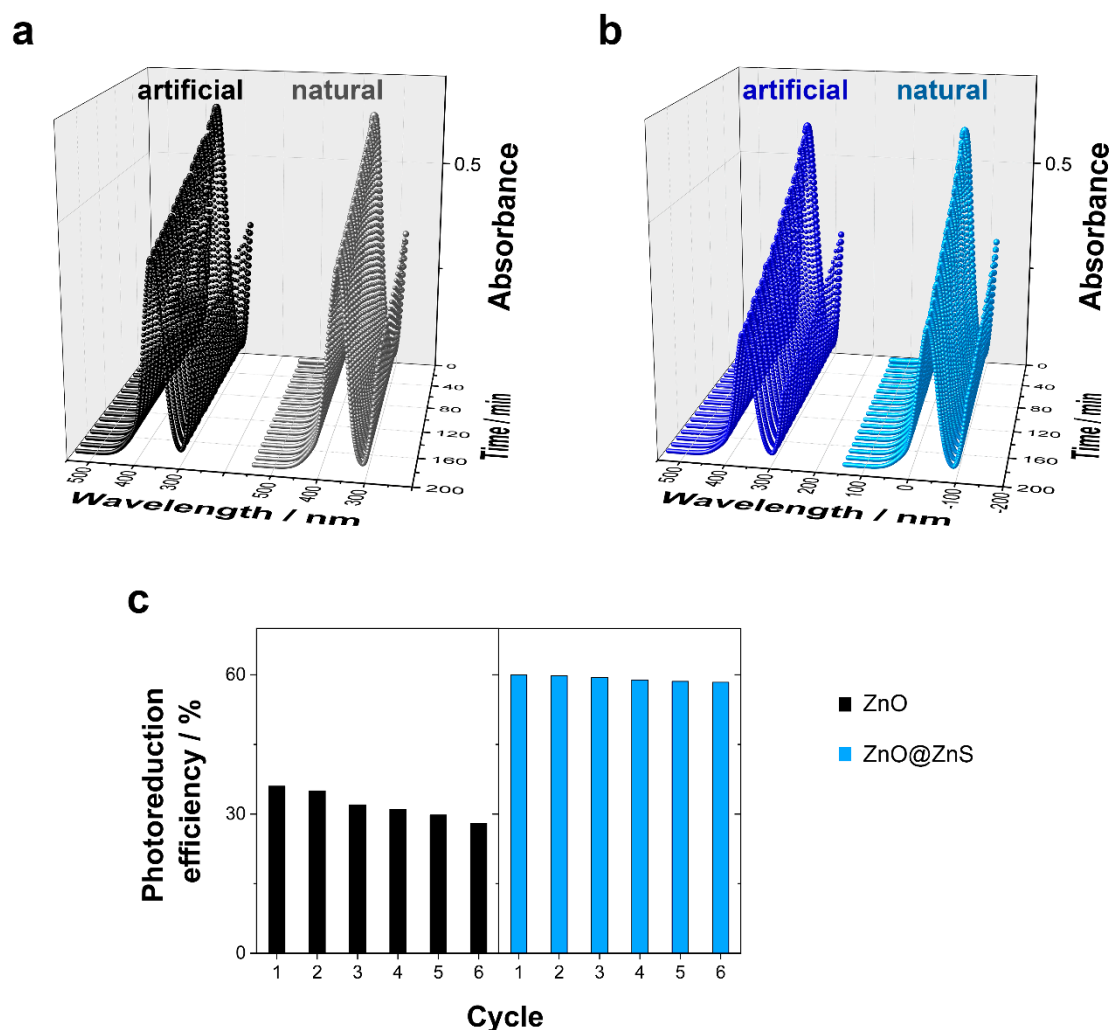 a
artificial natural
0.5
Absorbance
0
40
80
120
160
200
Time / min
500 400 300 500 400 300
Wavelength / nm
b
artificial natural
0.5
Absorbance
0
40
80
120
160
200
Time / min
500 400 300 200 100 0 -100 -200
Wavelength / nm
c
Photoreduction
efficiency / %
60
30
0
1 2 3 4 5 6 1 2 3 4 5 6
Cycle
ZnO
ZnO@ZnS